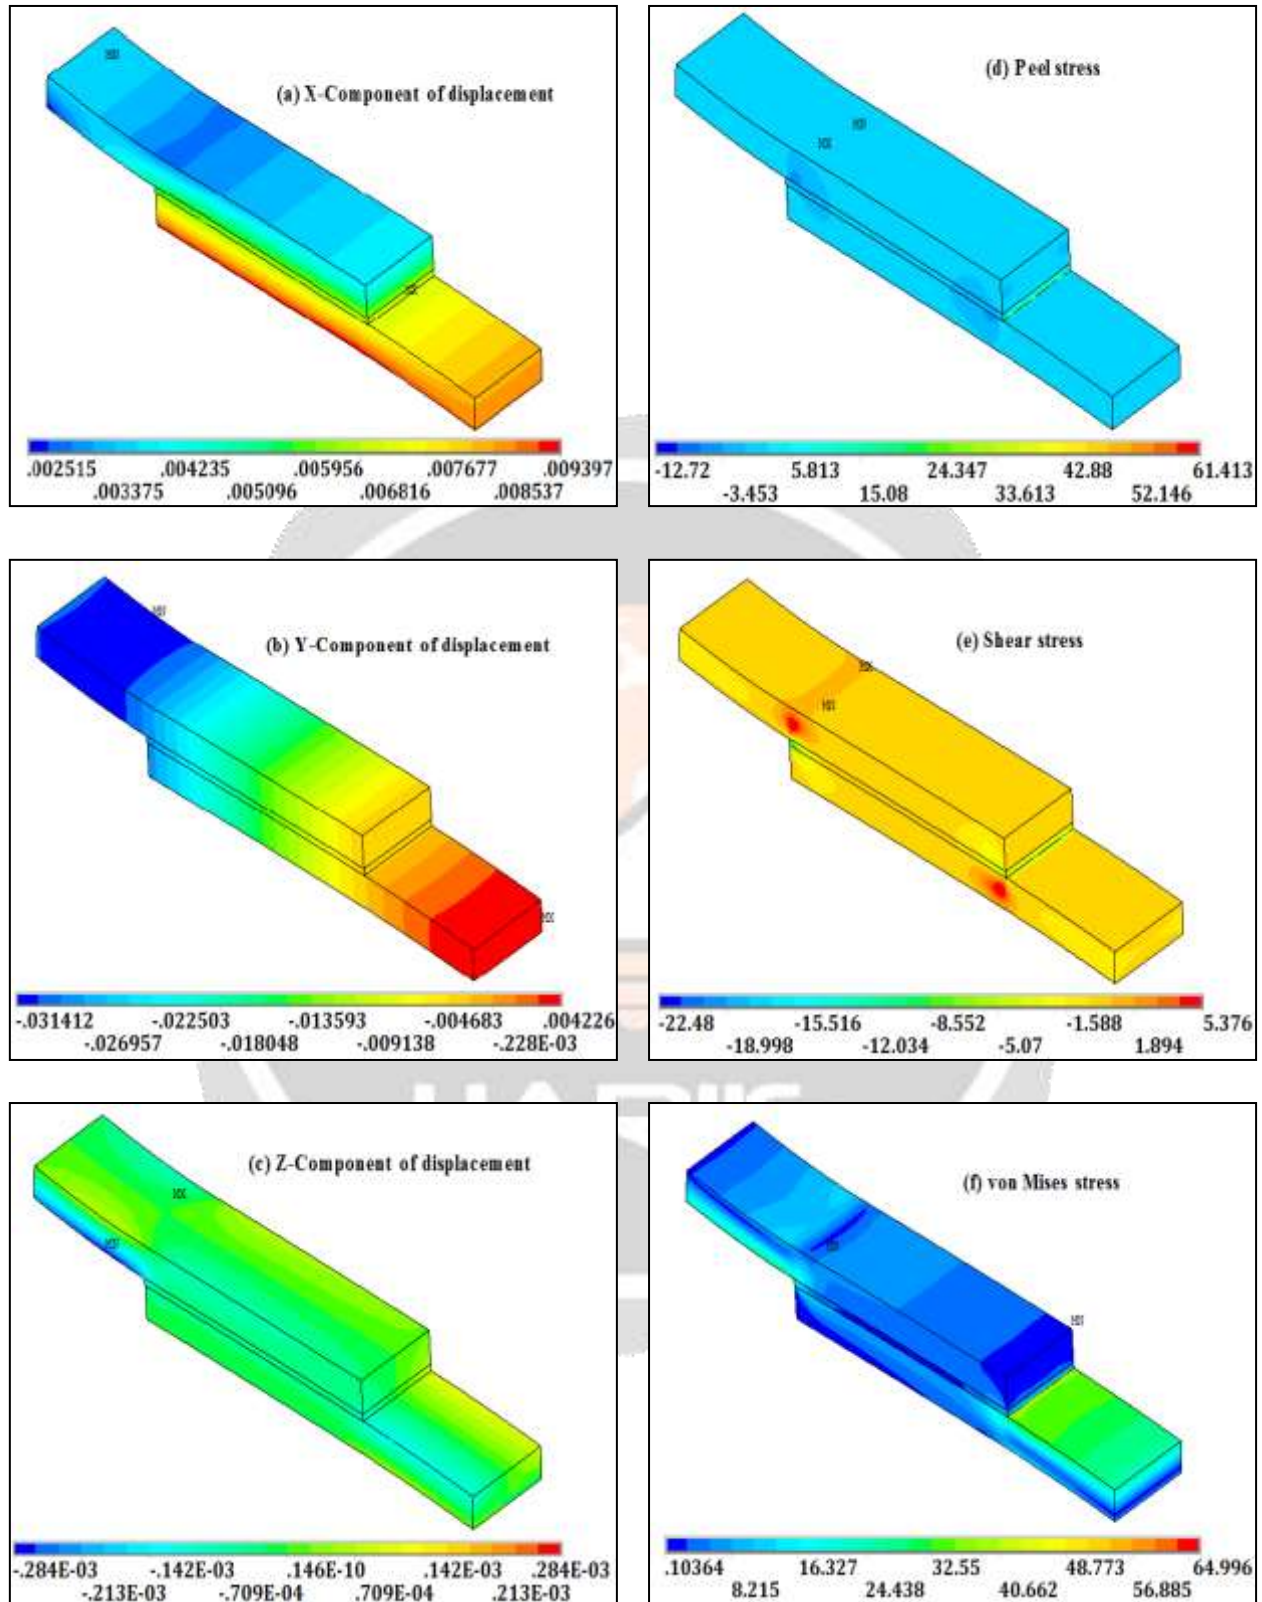 (a) X-Component of displacement
.002515 .004235 .005956 .007677 .009397
.003375 .005096 .006816 .008537
(d) Peel stress
-12.72 5.813 24.347 42.88 61.413
-3.453 15.08 33.613 52.146
(b) Y-Component of displacement
-.031412 -.022503 -.013593 -.004683 .004226
-.026957 -.018048 -.009138 -.228E-03
(e) Shear stress
-22.48 -15.516 -8.552 -1.588 5.376
-18.998 -12.034 -5.07 1.894
(c) Z-Component of displacement
-.284E-03 -.142E-03 .146E-10 .142E-03 .284E-03
-.213E-03 -.709E-04 .709E-04 .213E-03
(f) von Mises stress
.10364 16.327 32.55 48.773 64.996
8.215 24.438 40.662 56.885